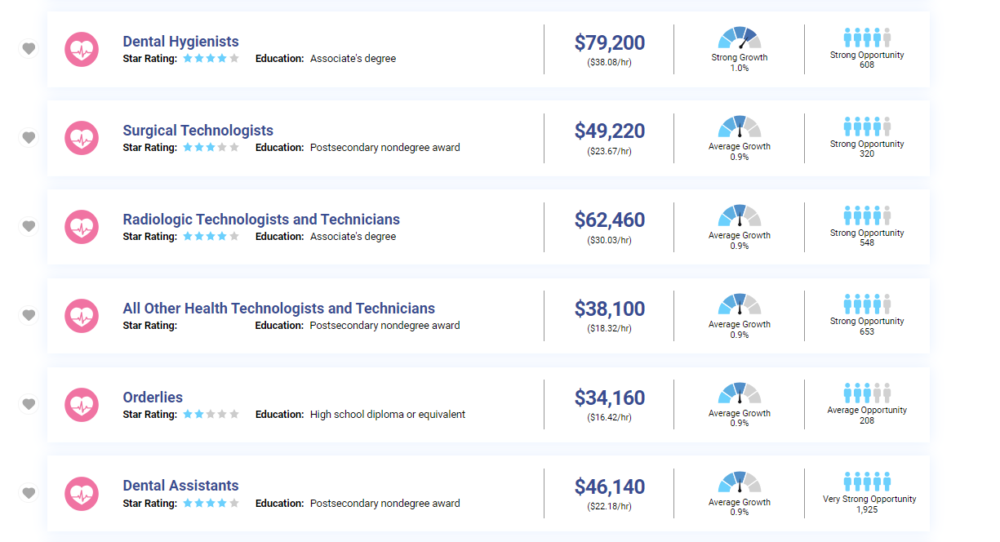 Dental Hygienists
Star Rating: Education: Associate's degree
$79,200
($38.08/hr)
Strong Growth
1.0%
Strong Opportunity
608
Surgical Technologists
Star Rating: Education: Postsecondary nondegree award
$49,220
($23.67/hr)
Average Growth
0.9%
Strong Opportunity
320
Radiologic Technologists and Technicians
Star Rating: Education: Associate's degree
$62,460
($30.03/hr)
Average Growth
0.9%
Strong Opportunity
548
All Other Health Technologists and Technicians
Star Rating: Education: Postsecondary nondegree award
$38,100
($18.32/hr)
Average Growth
0.9%
Strong Opportunity
653
Orderlies
Star Rating: Education: High school diploma or equivalent
$34,160
($16.42/hr)
Average Growth
0.9%
Average Opportunity
208
Dental Assistants
Star Rating: Education: Postsecondary nondegree award
$46,140
($22.18/hr)
Average Growth
0.9%
Very Strong Opportunity
1,925